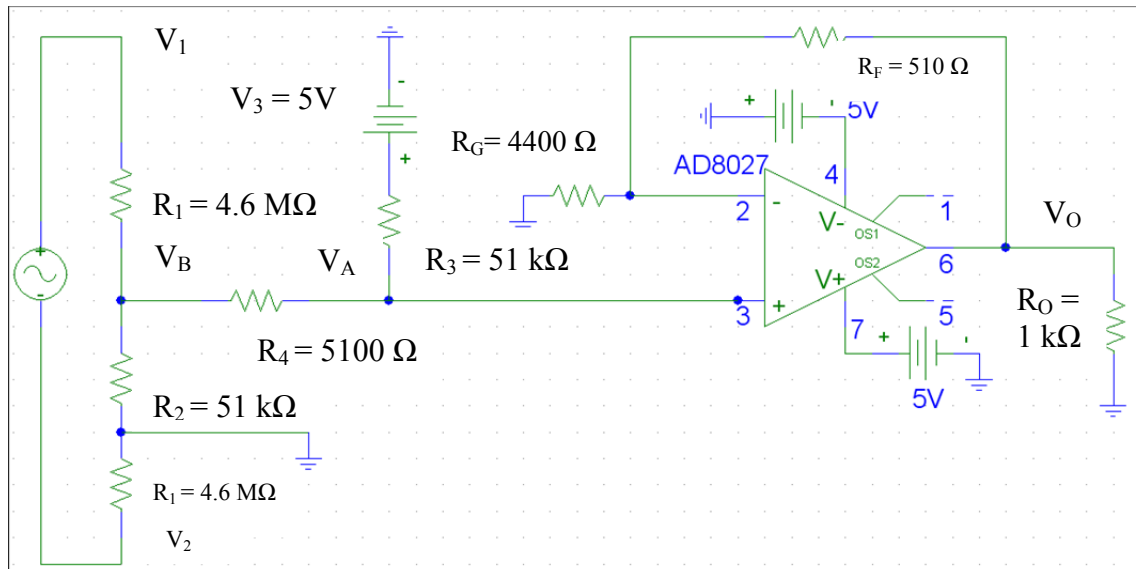 V1
V3 = 5V
-
+
RF = 510 Ω
+
-
5V
RG= 4400 Ω
AD8027
4
2
-
V-
OS1
1
R1 = 4.6 MΩ
+
-
VB
VA
R3 = 51 kΩ
VO
6
V+
OS2
3
+
7
5
RO =
1 kΩ
R4 = 5100 Ω
+
-
5V
R2 = 51 kΩ
R1 = 4.6 MΩ
V2